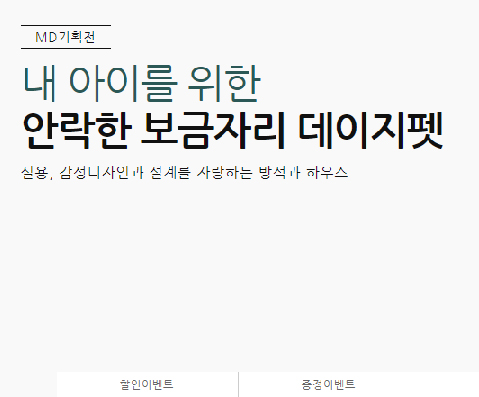 MD기획전
내 아이를 위한
안락한 보금자리 데이지펫
실용, 감성디자인과 설계를 자랑하는 방석과 하우스
할인이벤트
증정이벤트